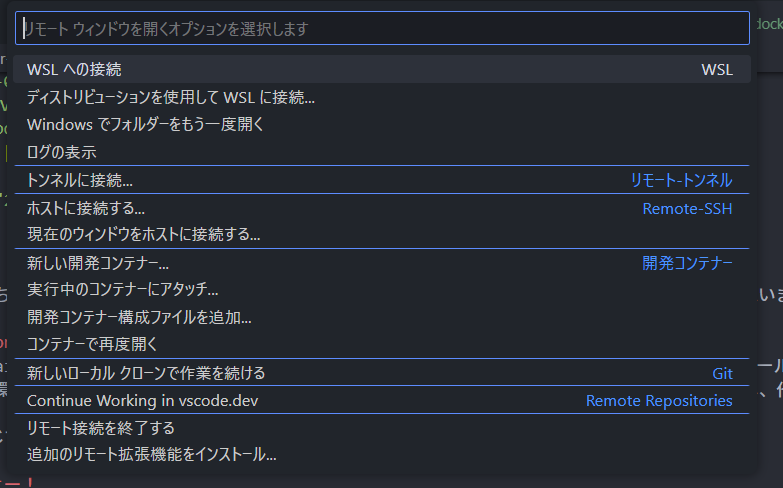 リモート ウィンドウを開くオプションを選択します
dock
WSL への接続 WSL
ディストリビューションを使用して WSL に接続...
Windows でフォルダーをもう一度開く
ログの表示
トンネルに接続... リモート-トンネル
ホストに接続する... Remote-SSH
現在のウィンドウをホストに接続する...
新しい開発コンテナー... 開発コンテナー
実行中のコンテナーにアタッチ...
開発コンテナー構成ファイルを追加...
コンテナーで再度開く
新しいローカル クローンで作業を続ける Git
Continue Working in vscode.dev Remote Repositories
リモート接続を終了する
追加のリモート拡張機能をインストール...